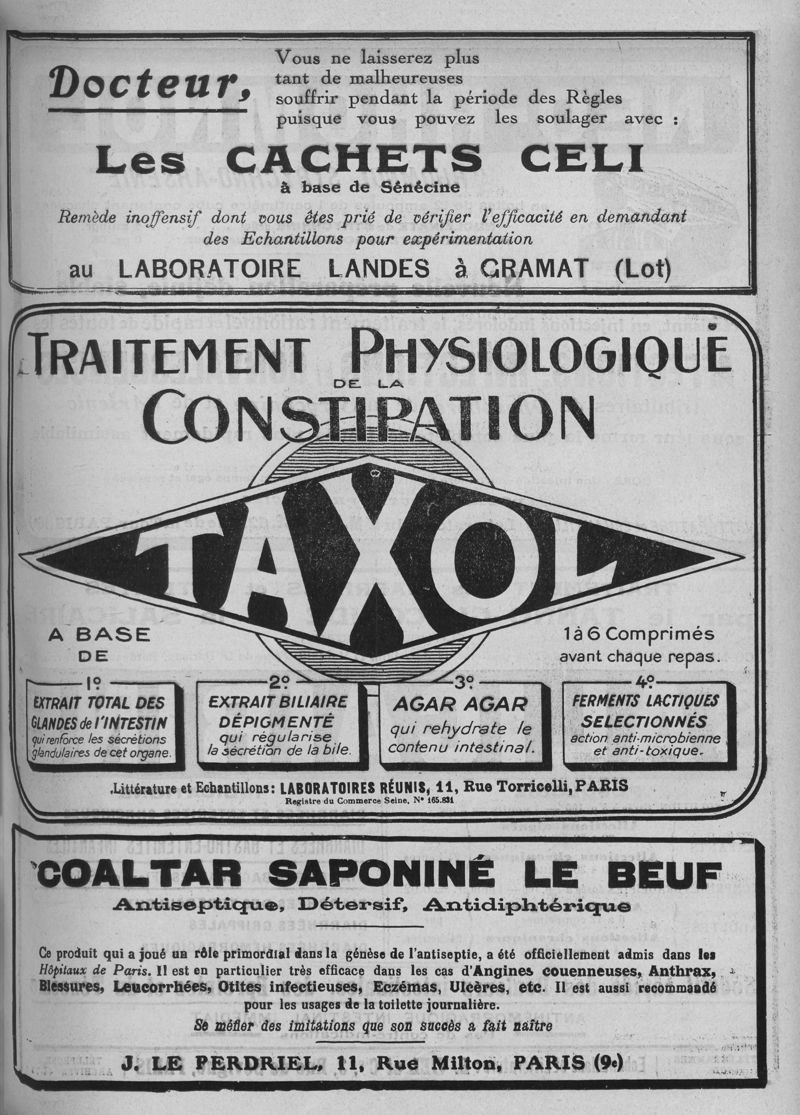 Docteur,
Vous ne laisserez plus
tant de malheureuses
souffrir pendant la période des Règles
puisque vous pouvez les soulager avec :
Les CACHETS CELI
à base de Sénécine
Remède inoffensif dont vous êtes prié de vérifier l'efficacité en demandant
des Echantillons pour expérimentation
au LABORATOIRE LANDES à GRAMAT (Lot)
TRAITEMENT PHYSIOLOGIQUE
DE LA
CONSTIPATION
TAXOL
A BASE
DE
1 à 6 Comprimés
avant chaque repas.
1º
EXTRAIT TOTAL DES
GLANDES de l'INTESTIN
qui renforce les sécrétions
glandulaires de cet organe.
2º
EXTRAIT BILIAIRE
DÉPIGMENTÉ
qui régularise
la sécrétion de la bile.
3º
AGAR AGAR
qui rehydrate le
contenu intestinal.
4º
FERMENTS LACTIQUES
SELECTIONNÉS
action anti-microbienne
et anti-toxique.
Littérature et Echantillons : LABORATOIRES RÉUNIS, 11, Rue Torricelli, PARIS
Registre du Commerce Seine, Nº 165.831
COALTAR SAPONINÉ LE BEUF
Antiseptique, Détersif, Antidiphtérique
Ce produit qui a joué un rôle primordial dans la génèse de l'antiseptie, a été officiellement admis dans les
Hôpitaux de Paris. Il est en particulier très efficace dans les cas d'Angines couenneuses, Anthrax,
Blessures, Leucorrhées, Otites infectieuses, Eczémas, Ulcères, etc. Il est aussi recommandé
pour les usages de la toilette journalière.
Se méfier des imitations que son succès a fait naître
J. LE PERDRIEL, 11, Rue Milton, PARIS (9e)